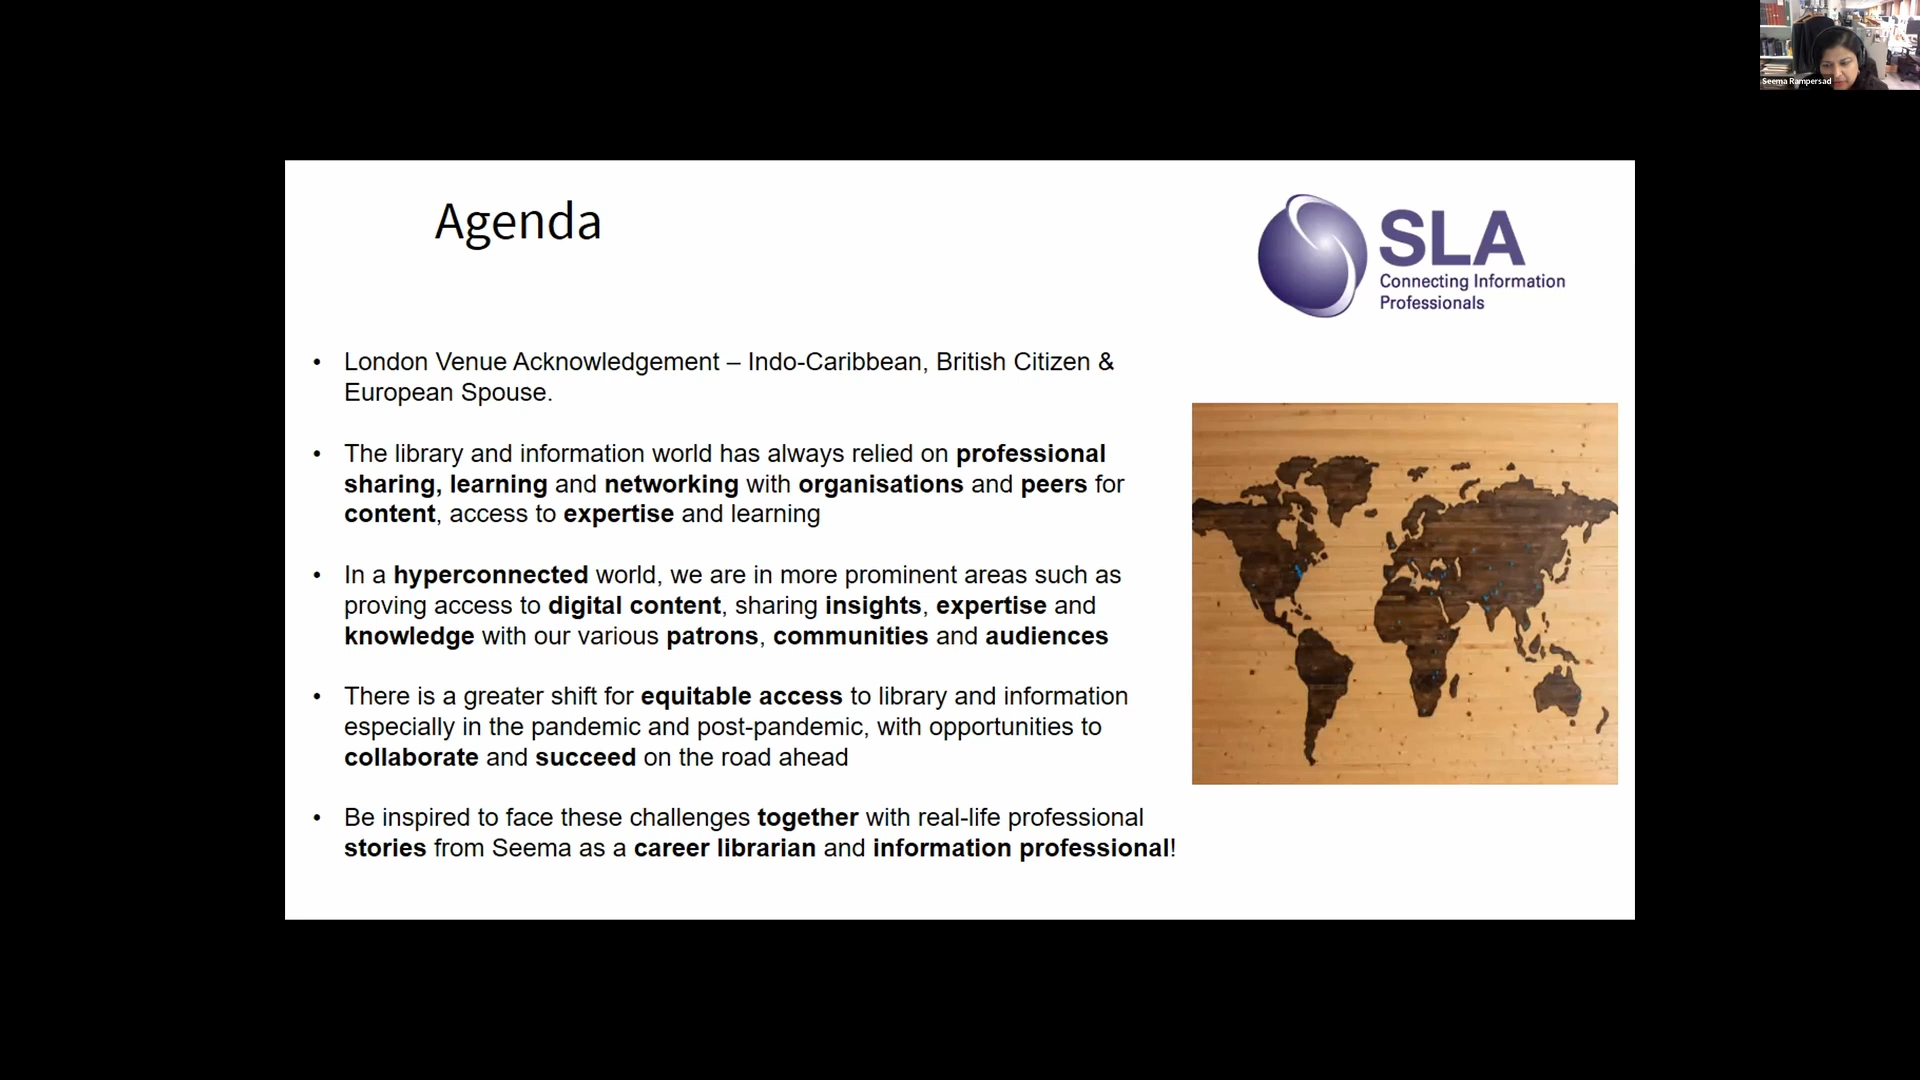 Seema Rampersad
Agenda
SLA
Connecting Information
Professionals
• London Venue Acknowledgement – Indo-Caribbean, British Citizen &
European Spouse.
• The library and information world has always relied on professional
sharing, learning and networking with organisations and peers for
content, access to expertise and learning
• In a hyperconnected world, we are in more prominent areas such as
proving access to digital content, sharing insights, expertise and
knowledge with our various patrons, communities and audiences
• There is a greater shift for equitable access to library and information
especially in the pandemic and post-pandemic, with opportunities to
collaborate and succeed on the road ahead
• Be inspired to face these challenges together with real-life professional
stories from Seema as a career librarian and information professional!